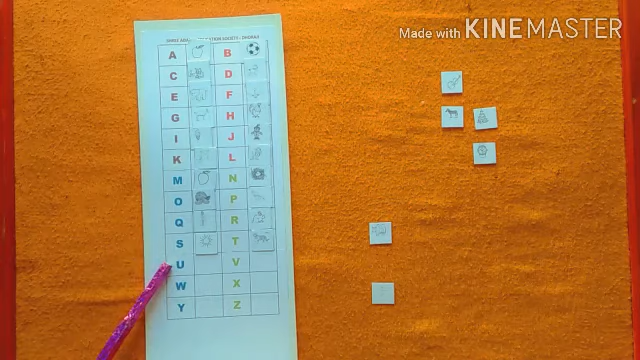 Made with KINEMASTER
A B
C D
E F
G H
I J
K L
M N
O P
Q R
S T
U V
W X
Y Z